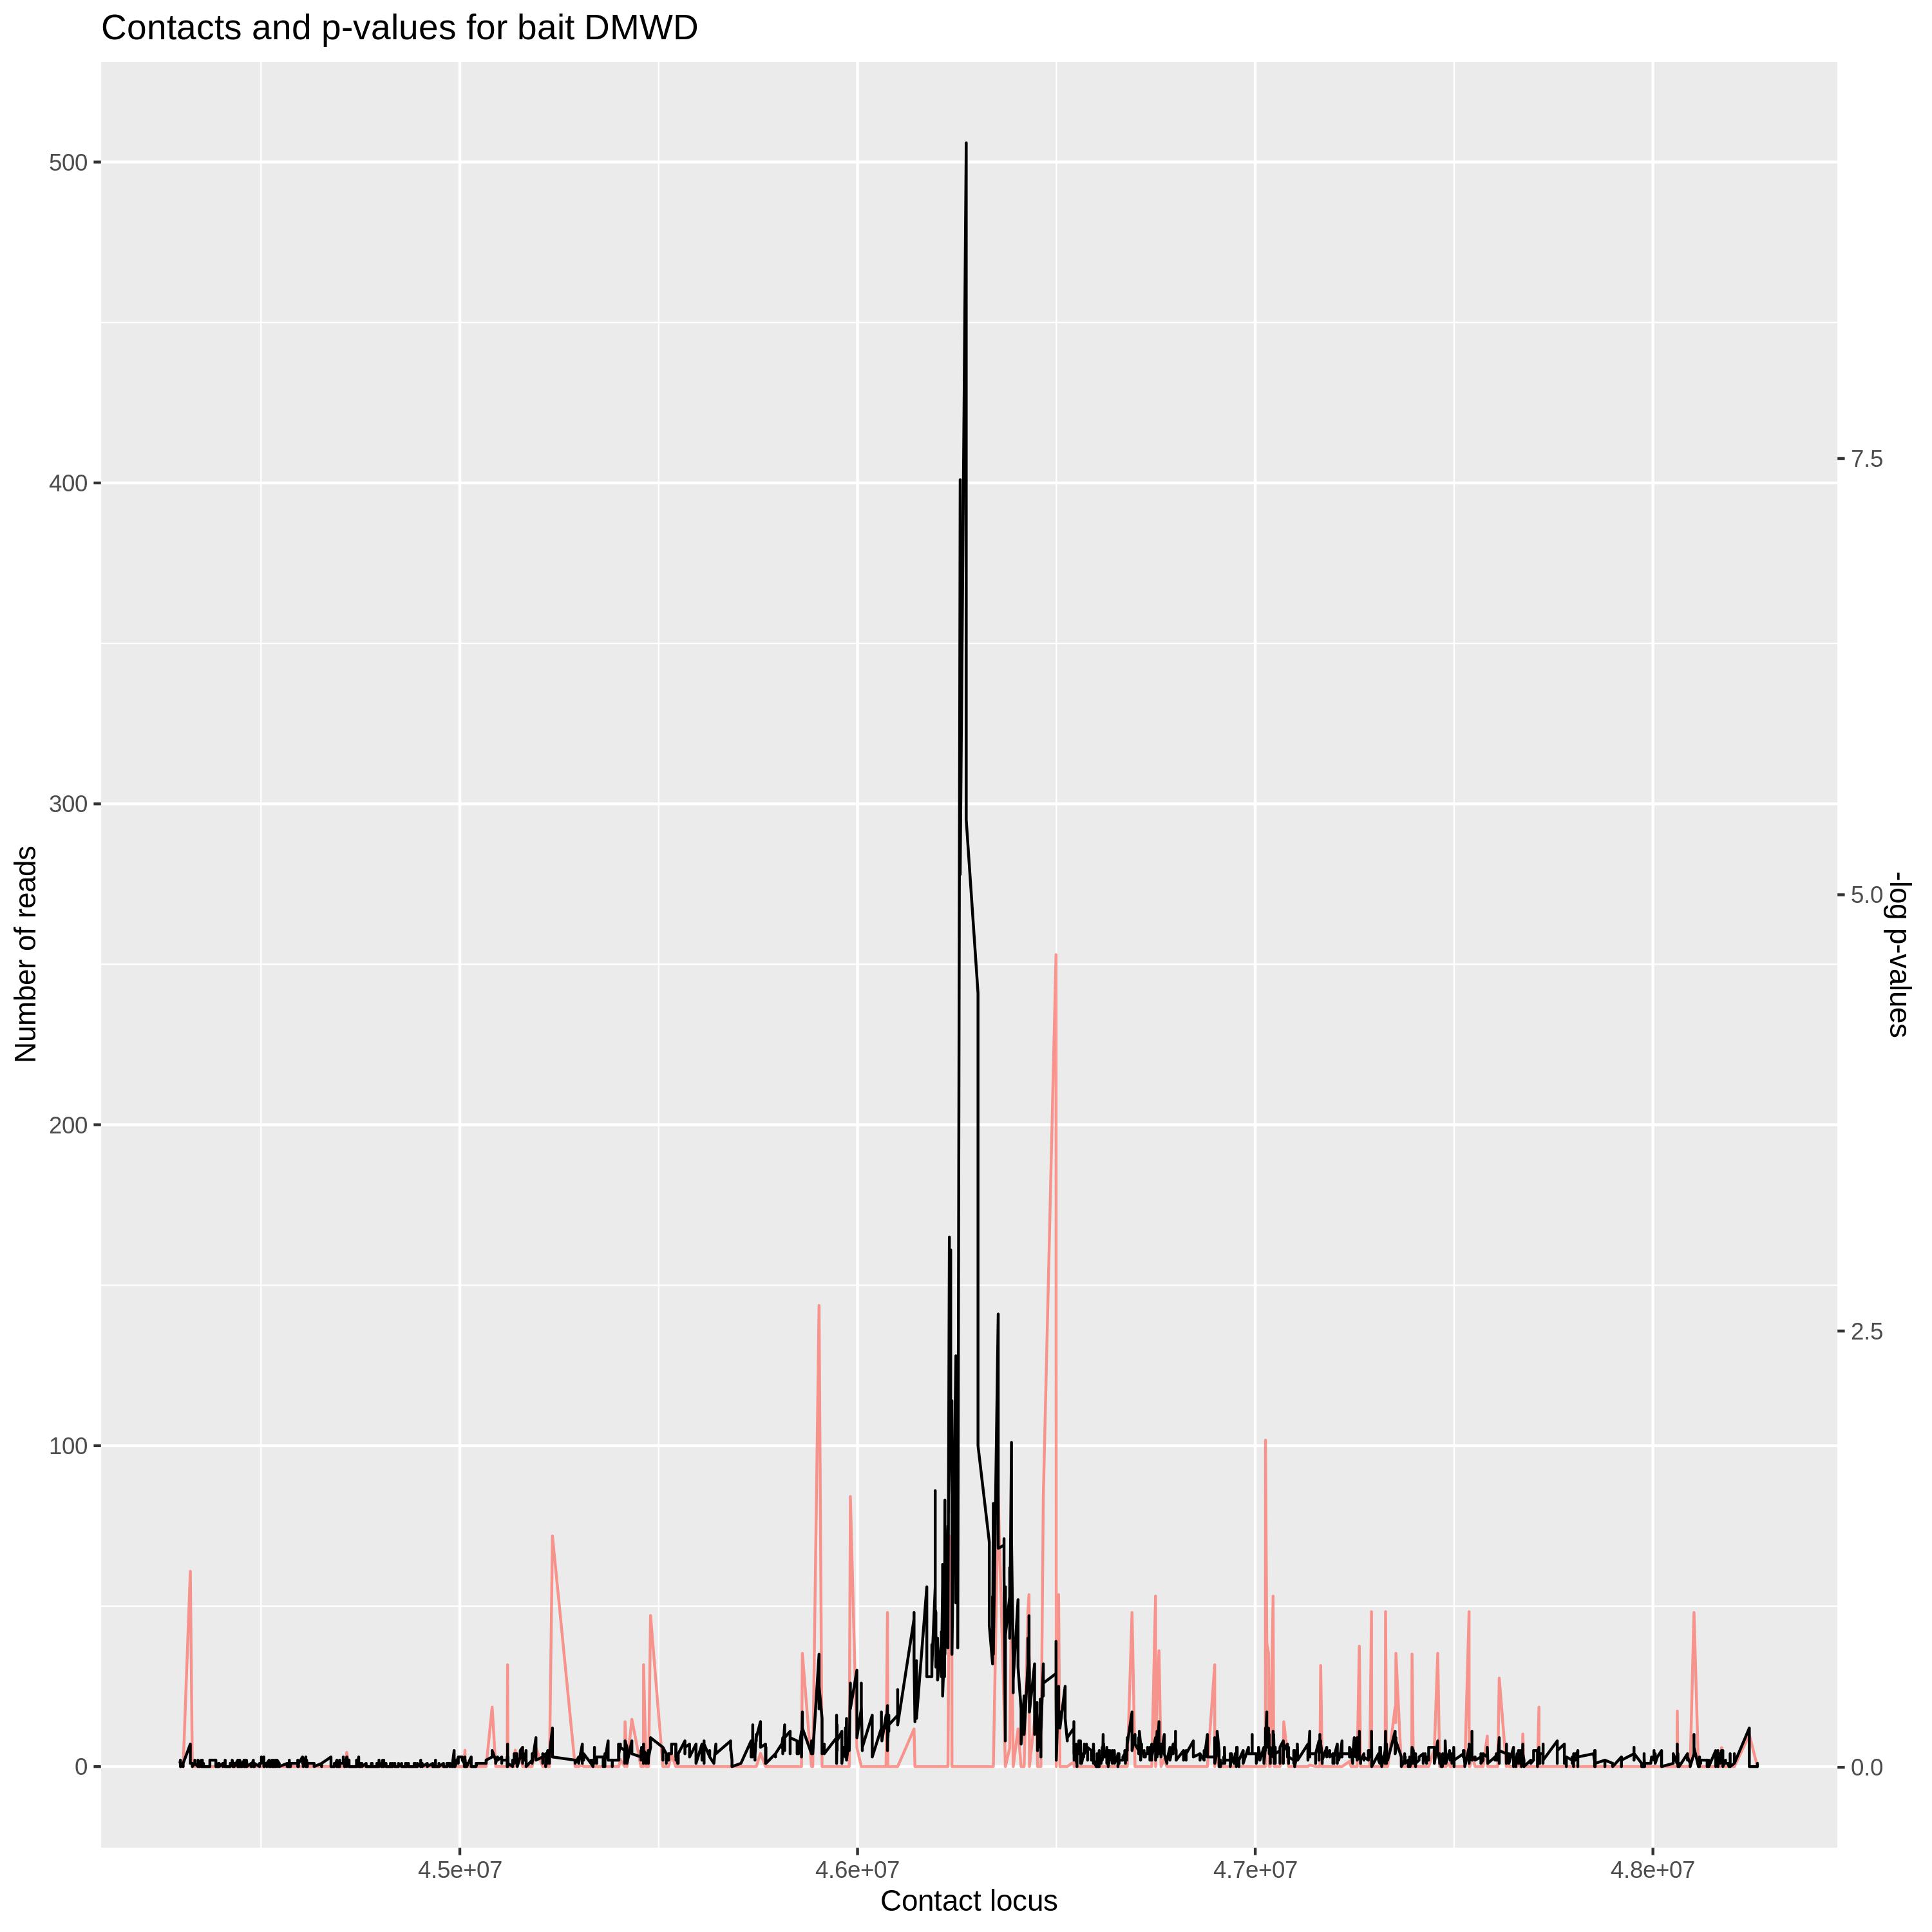 Contacts and p-values for bait DMWD
500
400
300
200
100
0
Number of reads
7.5
5.0
2.5
0.0
-log p-values
4.5e+07
4.6e+07
4.7e+07
4.8e+07
Contact locus